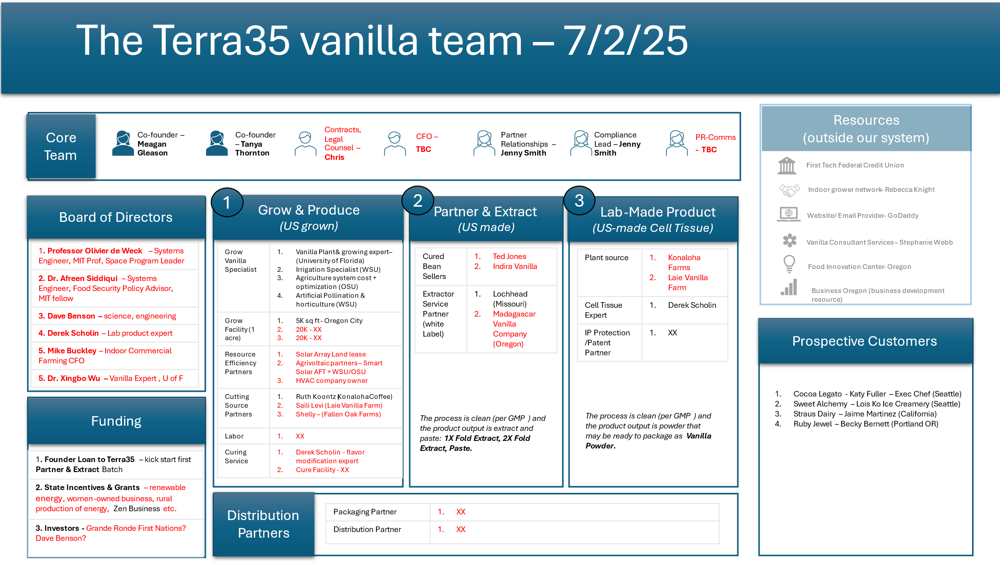 The Terra35 vanilla team – 7/2/25
Core
Team
Co-founder –
Meagan
Gleason
Co-founder
– Tanya
Thornton
Contracts,
Legal
Counsel –
Chris
CFO –
TBC
Partner
Relationships –
Jenny Smith
Compliance
Lead – Jenny
Smith
PR-Comms
- TBC
Resources
(outside our system)
First Tech Federal Credit Union
Indoor grower network– Rebecca Knight
Website/ Email Provider- GoDaddy
Vanilla Consultant Services– Stephanie Webb
Food Innovation Center- Oregon
Business Oregon (business development
resource)
Board of Directors
1. Professor Olivier de Weck – Systems
Engineer, MIT Prof, Space Program Leader
2. Dr. Afreen Siddiqui – Systems
Engineer, Food Security Policy Advisor,
MIT fellow
3. Dave Benson – science, engineering
4. Derek Scholin – Lab product expert
5. Mike Buckley – Indoor Commercial
Farming CFO
5. Dr. Xingbo Wu – Vanilla Expert , U of F
Funding
1. Founder Loan to Terra35 – kick start first
Partner & Extract Batch
2. State Incentives & Grants – renewable
energy, women-owned business, rural
production of energy, Zen Business etc.
3. Investors - Grande Ronde First Nations?
Dave Benson?
1
Grow & Produce
(US grown)
Grow
Vanilla
Specialist
1. Vanilla Plant& growing expert–
(University of Florida)
2. Irrigation Specialist (WSU)
3. Agriculture system cost +
optimization (OSU)
4. Artificial Pollination &
horticulture (WSU)
Grow
Facility (1
acre)
1. 5K sq ft - Oregon City
2. 20K - XX
3. 20K - XX
Resource
Efficiency
Partners
1. Solar Array Land lease
2. Agrivoltaic partners – Smart
Solar AFT + WSU/OSU
3. HVAC company owner
Cutting
Source
Partners
1. Ruth Koontz (Konaloha Coffee)
2. Saili Levi (Laie Vanilla Farm)
3. Shelly – (Fallen Oak Farms)
Labor
1. XX
Curing
Service
1. Derek Scholin - flavor
modification expert
2. Cure Facility - XX
2
Partner & Extract
(US made)
Cured
Bean
Sellers
1. Ted Jones
2. Indira Vanilla
Extractor
Service
Partner
(white
Label)
1. Lochhead
(Missouri)
2. Madagascar
Vanilla
Company
(Oregon)
The process is clean (per GMP ) and
the product output is extract and
paste: 1X Fold Extract, 2X Fold
Extract, Paste.
3
Lab-Made Product
(US-made Cell Tissue)
Plant source
1. Konaloha
Farms
2. Laie Vanilla
Farm
Cell Tissue
Expert
1. Derek Scholin
IP Protection
/Patent
Partner
1. XX
The process is clean (per GMP ) and
the product output is powder that
may be ready to package as Vanilla
Powder.
Distribution
Partners
Packaging Partner
1. XX
Distribution Partner
1. XX
Prospective Customers
1. Cocoa Legato - Katy Fuller – Exec Chef (Seattle)
2. Sweet Alchemy – Lois Ko Ice Creamery (Seattle)
3. Straus Dairy – Jaime Martinez (California)
4. Ruby Jewel – Becky Bernett (Portland OR)